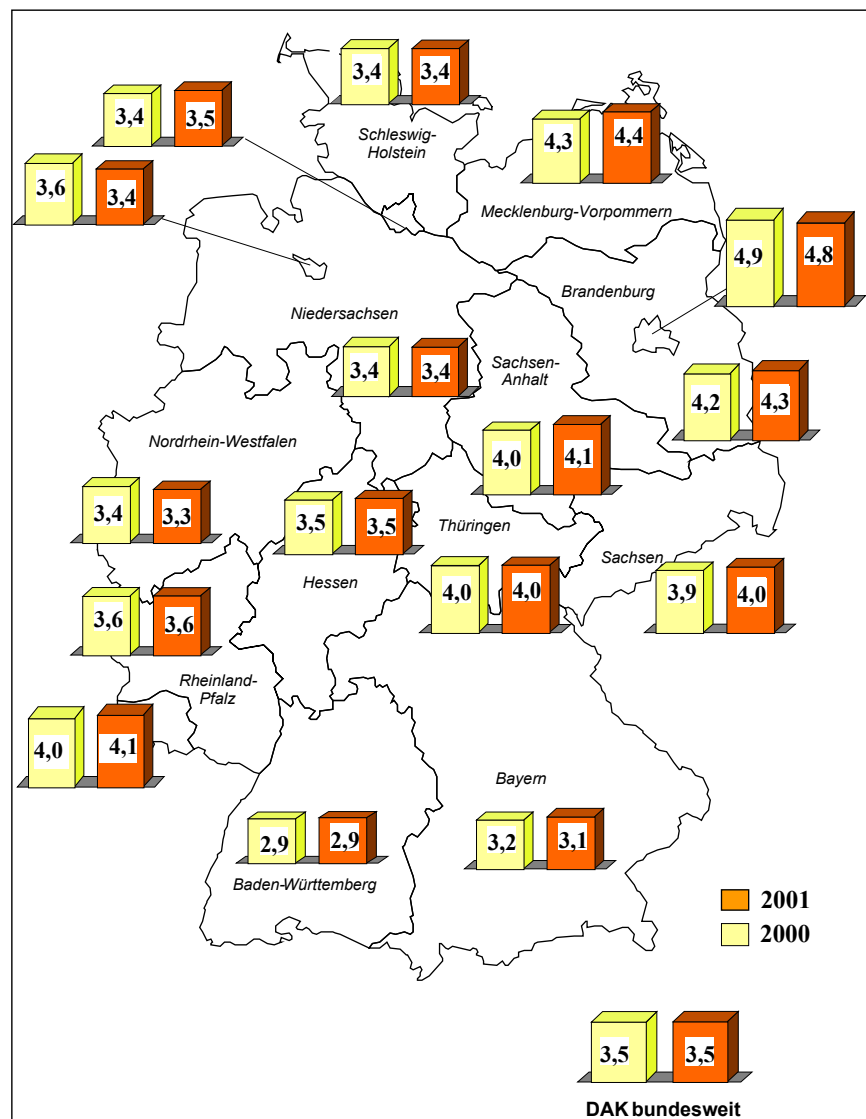 3,4 3,4
3,4 3,5
Schleswig-
Holstein
4,3 4,4
3,6 3,4
Mecklenburg-Vorpommern
4,9 4,8
Brandenburg
Niedersachsen
3,4 3,4
Sachsen-
Anhalt
4,2 4,3
Nordrhein-Westfalen
4,0 4,1
3,4 3,3
3,5 3,5
Thüringen
Sachsen
Hessen
4,0 4,0
3,9 4,0
3,6 3,6
Rheinland-
Pfalz
4,0 4,1
Bayern
2,9 2,9
3,2 3,1
Baden-Württemberg
2001
2000
3,5 3,5
DAK bundesweit